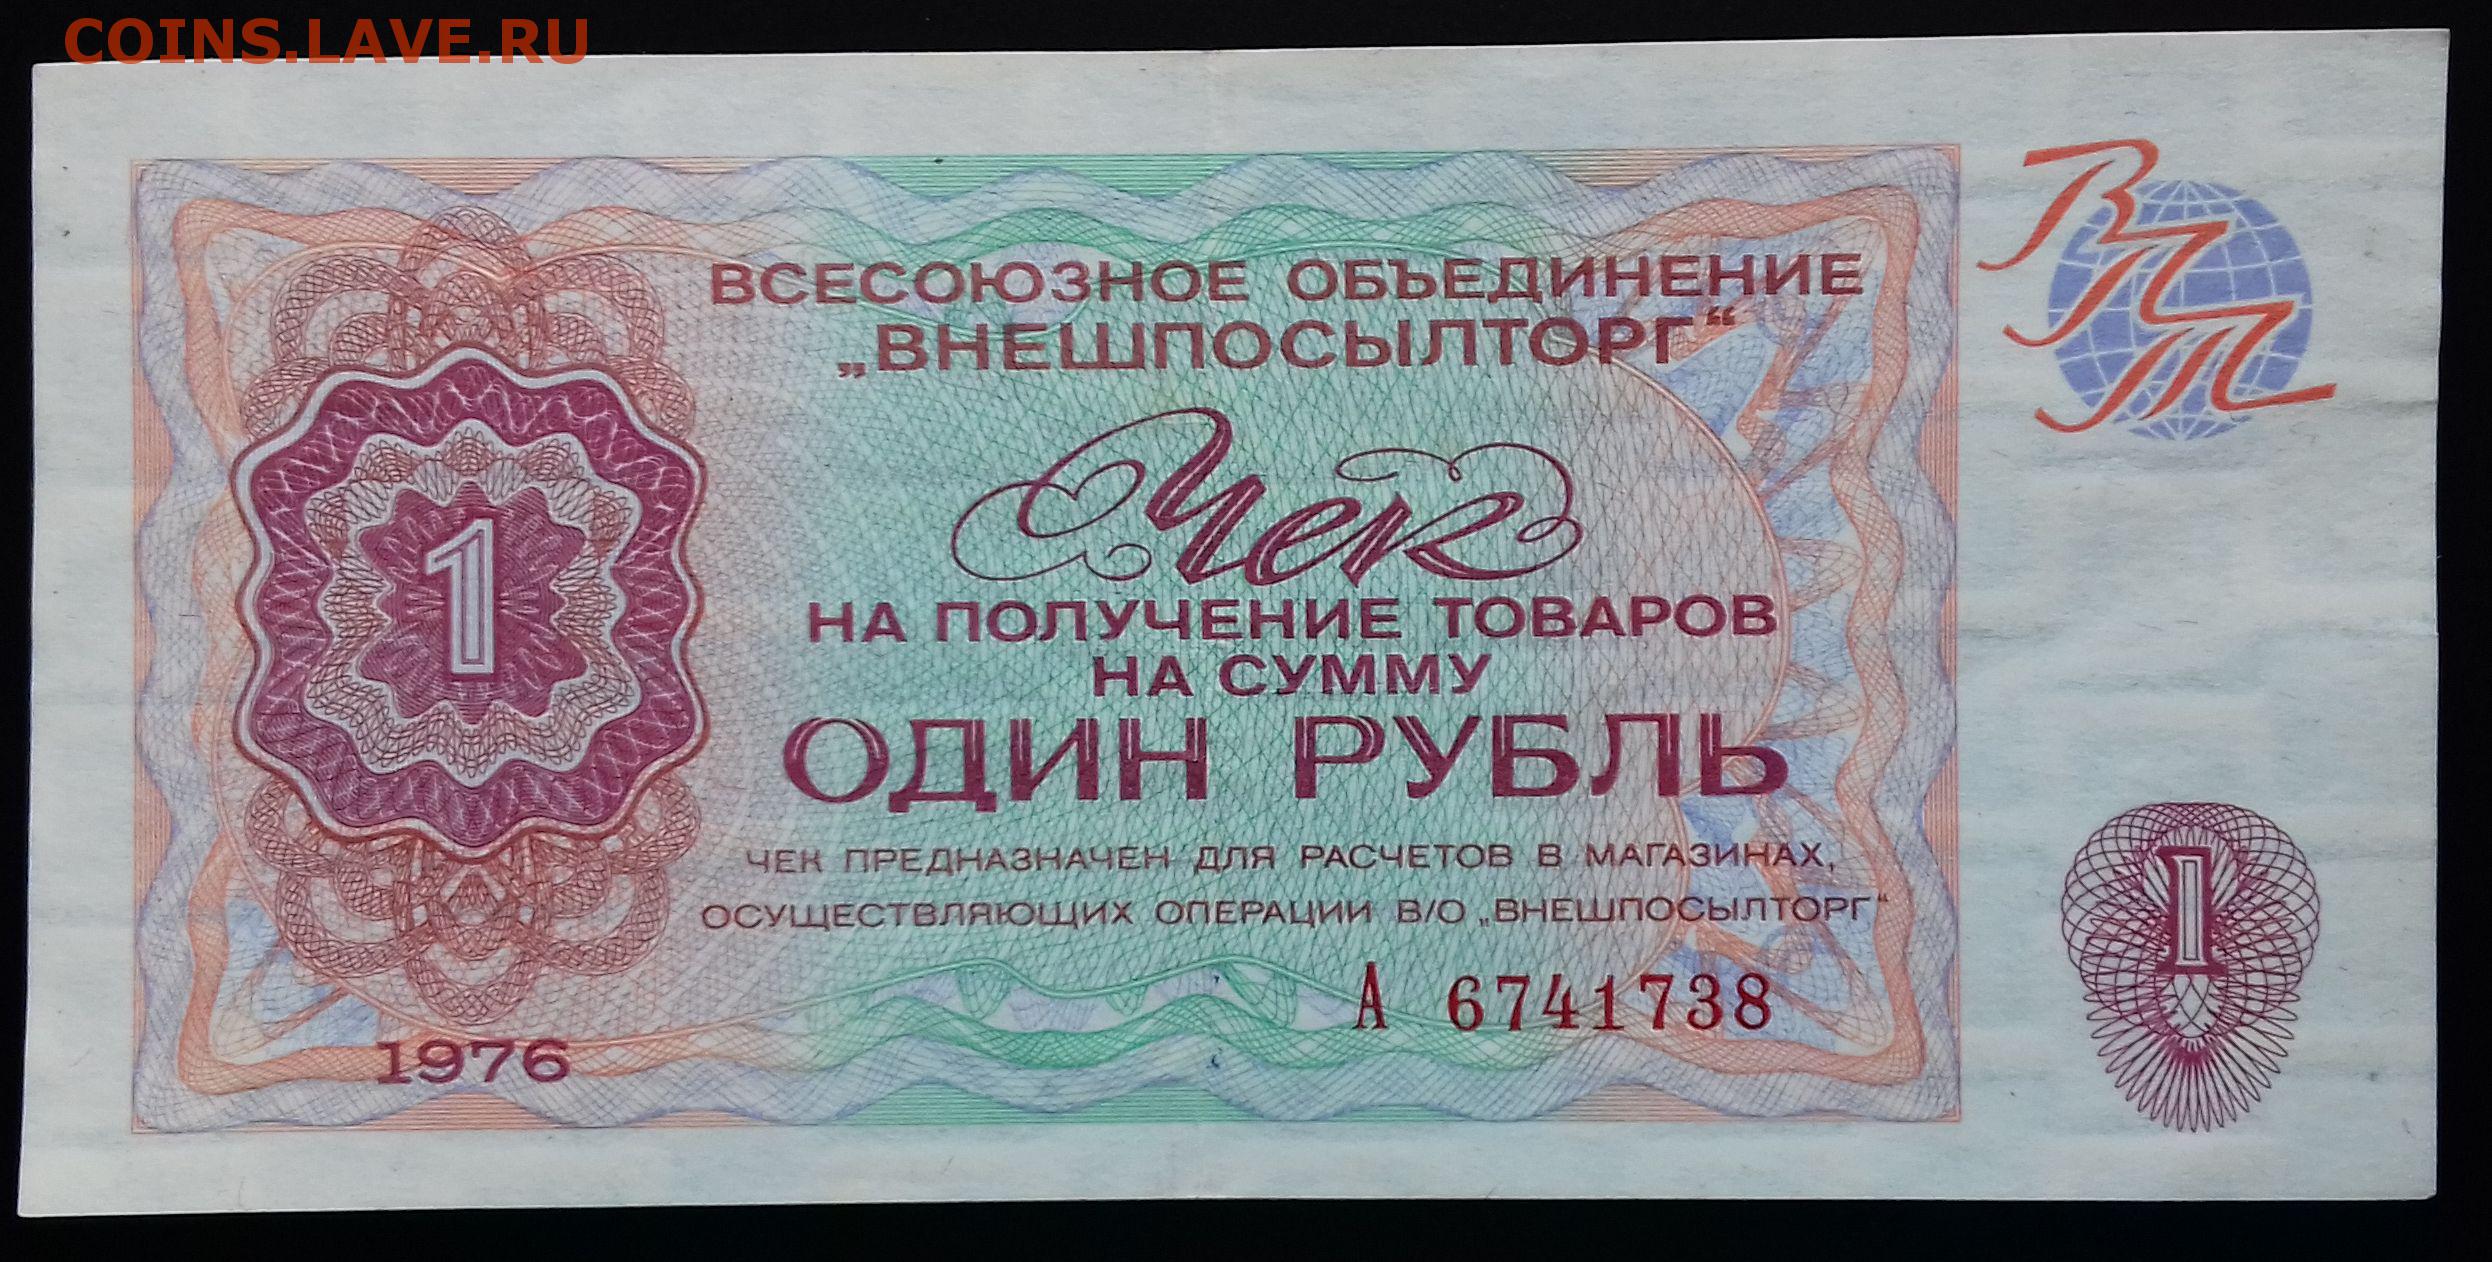 COINS.LAVE.RU
ВПТ
ВСЕСОЮЗНОЕ ОБЪЕДИНЕНИЕ
„ВНЕШПОСЫЛТОРГ“
Чек
НА ПОЛУЧЕНИЕ ТОВАРОВ
НА СУММУ
ОДИН РУБЛЬ
1
ЧЕК ПРЕДНАЗНАЧЕН ДЛЯ РАСЧЕТОВ В МАГАЗИНАХ,
ОСУЩЕСТВЛЯЮЩИХ ОПЕРАЦИИ В/О „ВНЕШПОСЫЛТОРГ“
1
А 6741738
1976